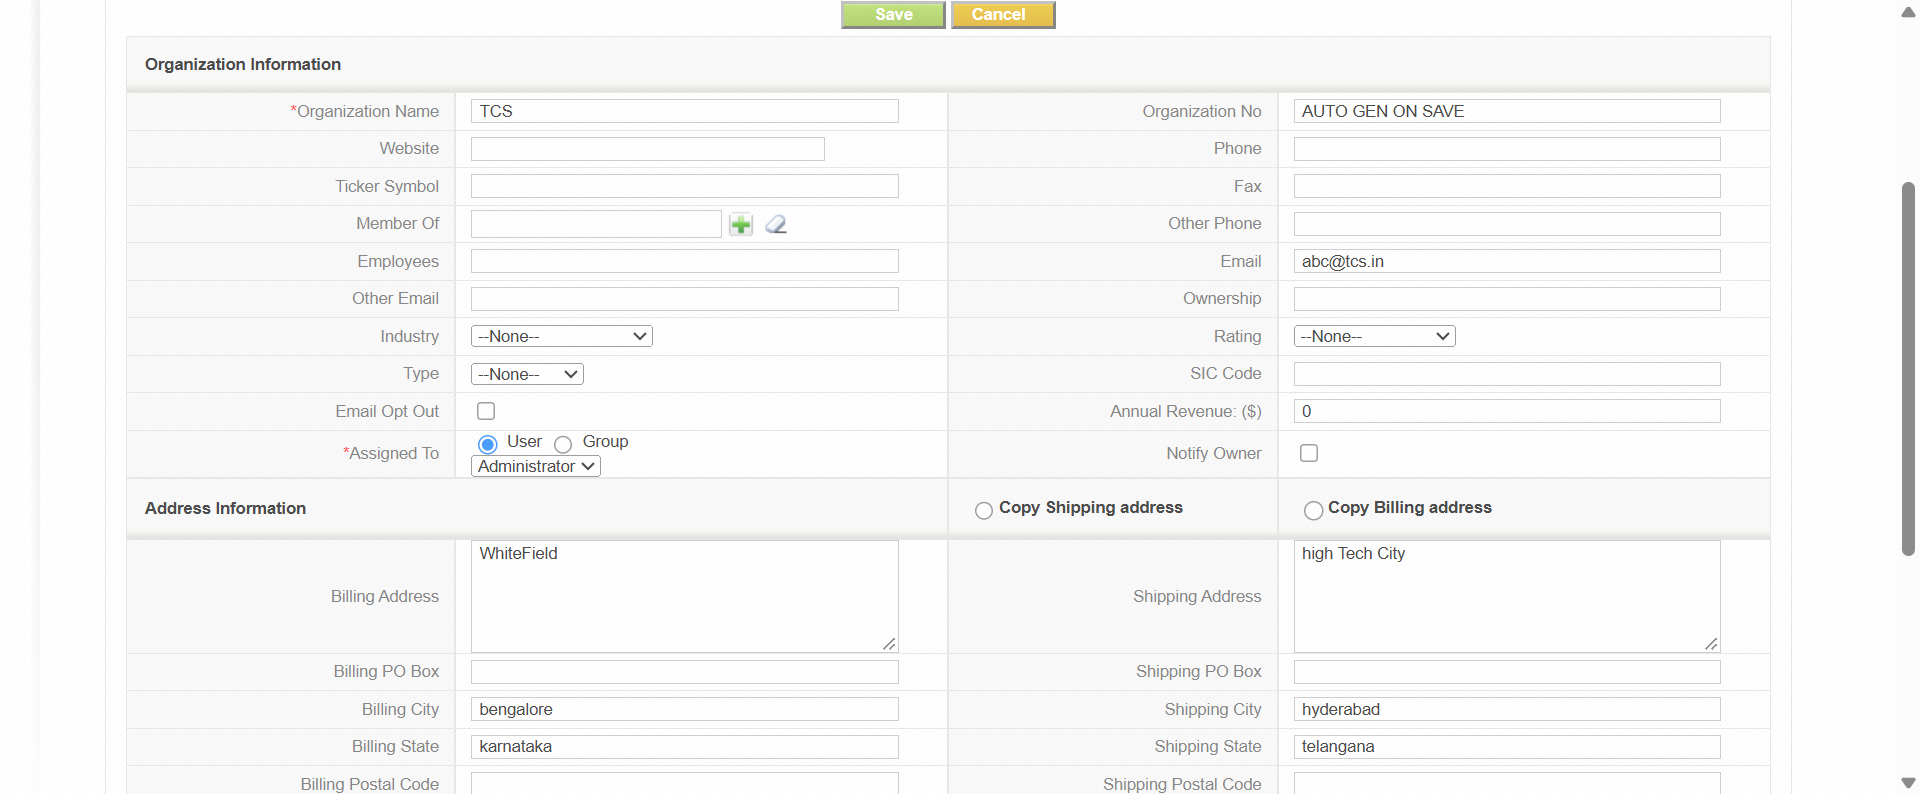 Save Cancel
Organization Information
*Organization Name TCS Organization No AUTO GEN ON SAVE
Website Phone
Ticker Symbol Fax
Member Of Other Phone
Employees Email abc@tcs.in
Other Email Ownership
Industry --None-- Rating --None--
Type --None-- SIC Code
Email Opt Out Annual Revenue: ($) 0
*Assigned To User Group Notify Owner
Administrator
Address Information Copy Shipping address Copy Billing address
Billing Address WhiteField Shipping Address high Tech City
Billing PO Box Shipping PO Box
Billing City bengalore Shipping City hyderabad
Billing State karnataka Shipping State telangana
Billing Postal Code Shipping Postal Code